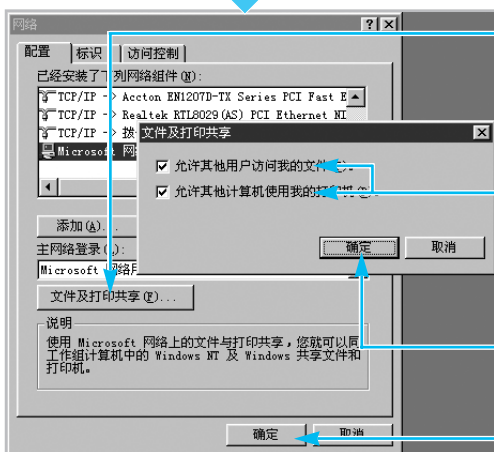 网络
配置 标识 访问控制
已经安装了下列网络组件(N):
TCP/IP -> Accton EN1207D-TX Series PCI Fast E
TCP/IP -> Realtek RTL8029(AS) PCI Ethernet NI
TCP/IP -> 拨
Microsoft 网
文件及打印共享
允许其他用户访问我的文件
允许其他计算机使用我的打印机
确定 取消
添加(A)...
主网络登录
Microsoft 网络用
文件及打印共享(F)...
说明
使用 Microsoft 网络上的文件与打印共享，您就可以同
工作组计算机中的 Windows NT 及 Windows 共享文件和
打印机。
确定 取消